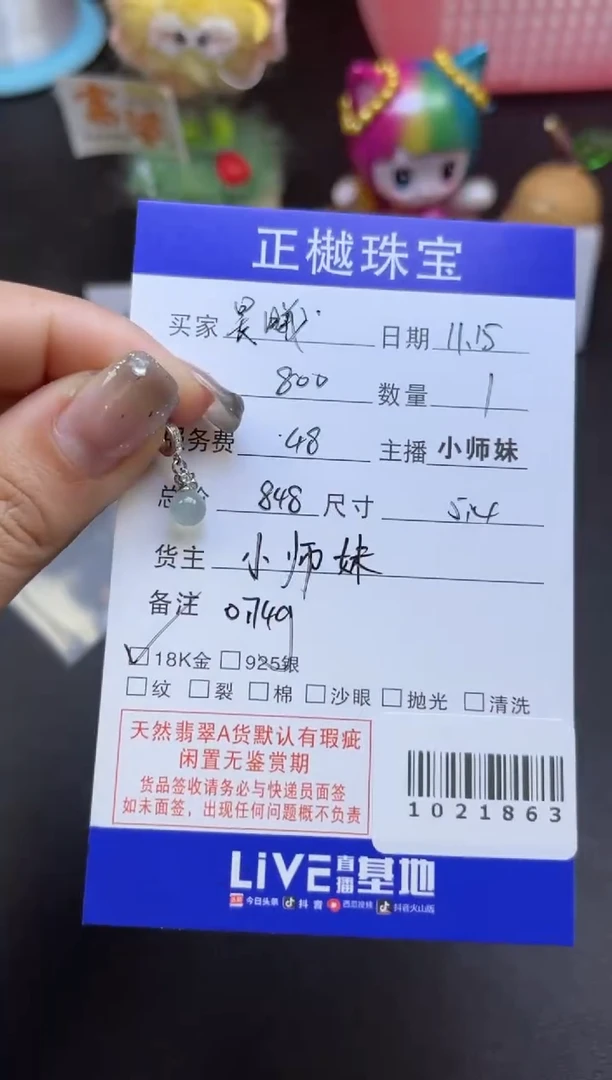 正樾珠宝
买家 晨曦 日期 11.15
800 数量 1
服务费 48 主播 小师妹
总价 848 尺寸 5.4
货主 小师妹
备注 0.74g
☑18K金 □925銀
□纹 □裂 □棉 □沙眼 □抛光 □清洗
天然翡翠A货默认有瑕疵
闲置无鉴赏期
货品签收请务必与快递员面签
如未面签，出现任何问题概不负责
1021863
LiVE直播基地
今日头条 抖音 西瓜视频 抖音火山版